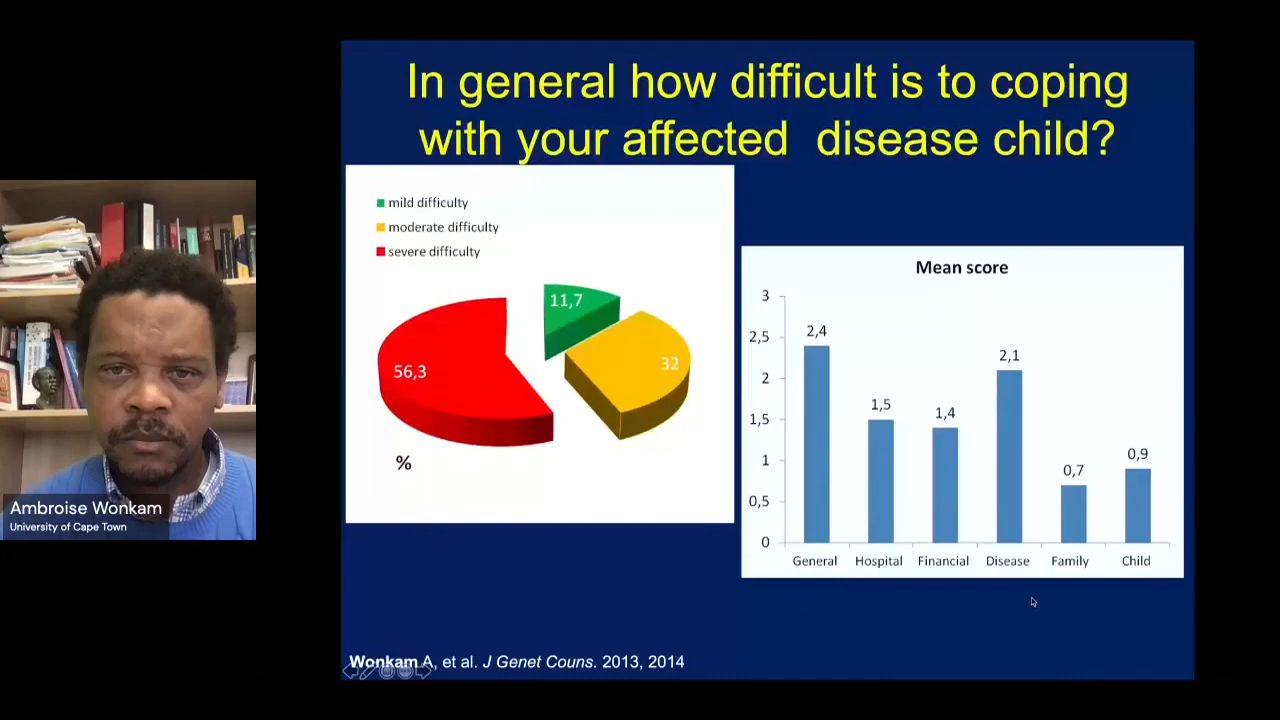 In general how difficult is to coping
with your affected disease child?
mild difficulty
moderate difficulty
severe difficulty
11,7
32
56,3
%
Mean score
3
2,5
2
1,5
1
0,5
0
2,4
1,5
1,4
2,1
0,7
0,9
General Hospital Financial Disease Family Child
Ambroise Wonkam
University of Cape Town
Wonkam A, et al. J Genet Couns. 2013, 2014